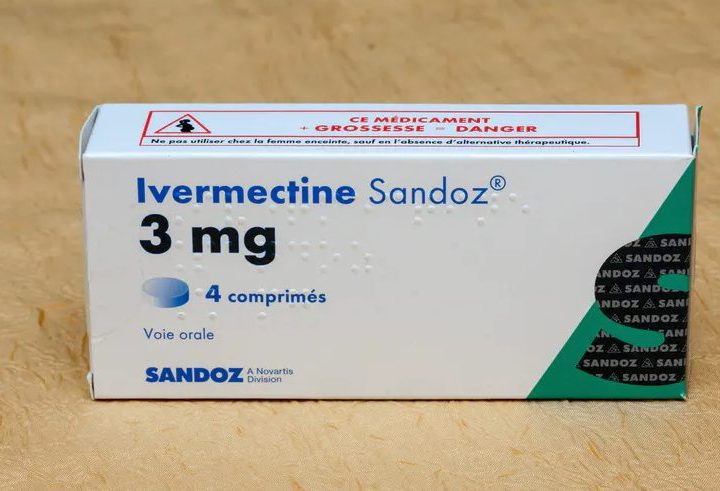 CE MÉDICAMENT
+ GROSSESSE = DANGER
Ne pas utiliser chez la femme enceinte, sauf en l'absence d'alternative thérapeutique.
Ivermectine Sandoz®
3 mg
4 comprimés
Voie orale
SANDOZ A Novartis
Division
SANDOZ
SANDOZ
SANDOZ
SANDOZ
SANDOZ
SANDOZ
SANDOZ